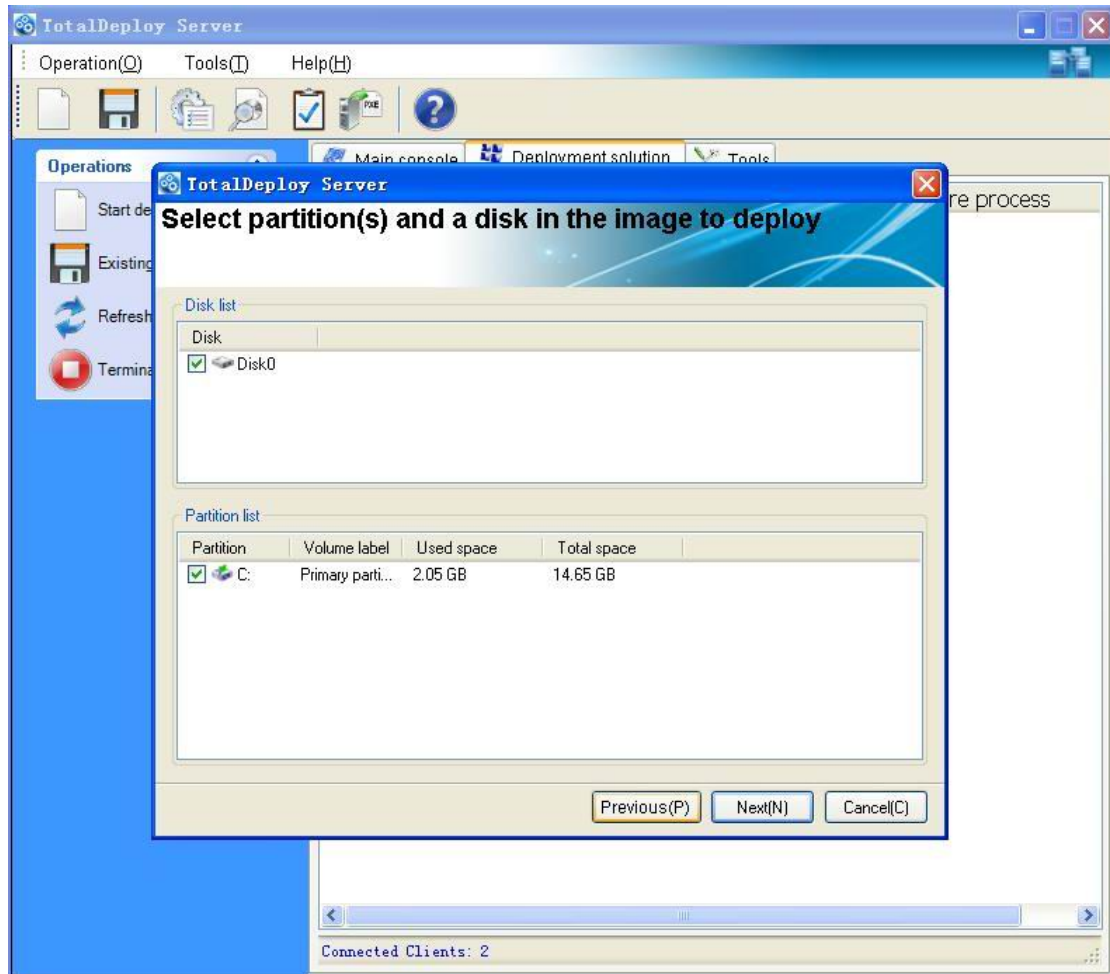 TotalDeploy Server
Operation(O) Tools(T) Help(H)
PXE
Main console Deployment solution Tools
Operations
TotalDeploy Server
re process
Start de
Select partition(s) and a disk in the image to deploy
Existing
Disk list
Refresh
Disk
Disk0
Termina
Partition list
Partition Volume label Used space Total space
C: Primary parti... 2.05 GB 14.65 GB
Previous(P) Next(N) Cancel(C)
Connected Clients: 2